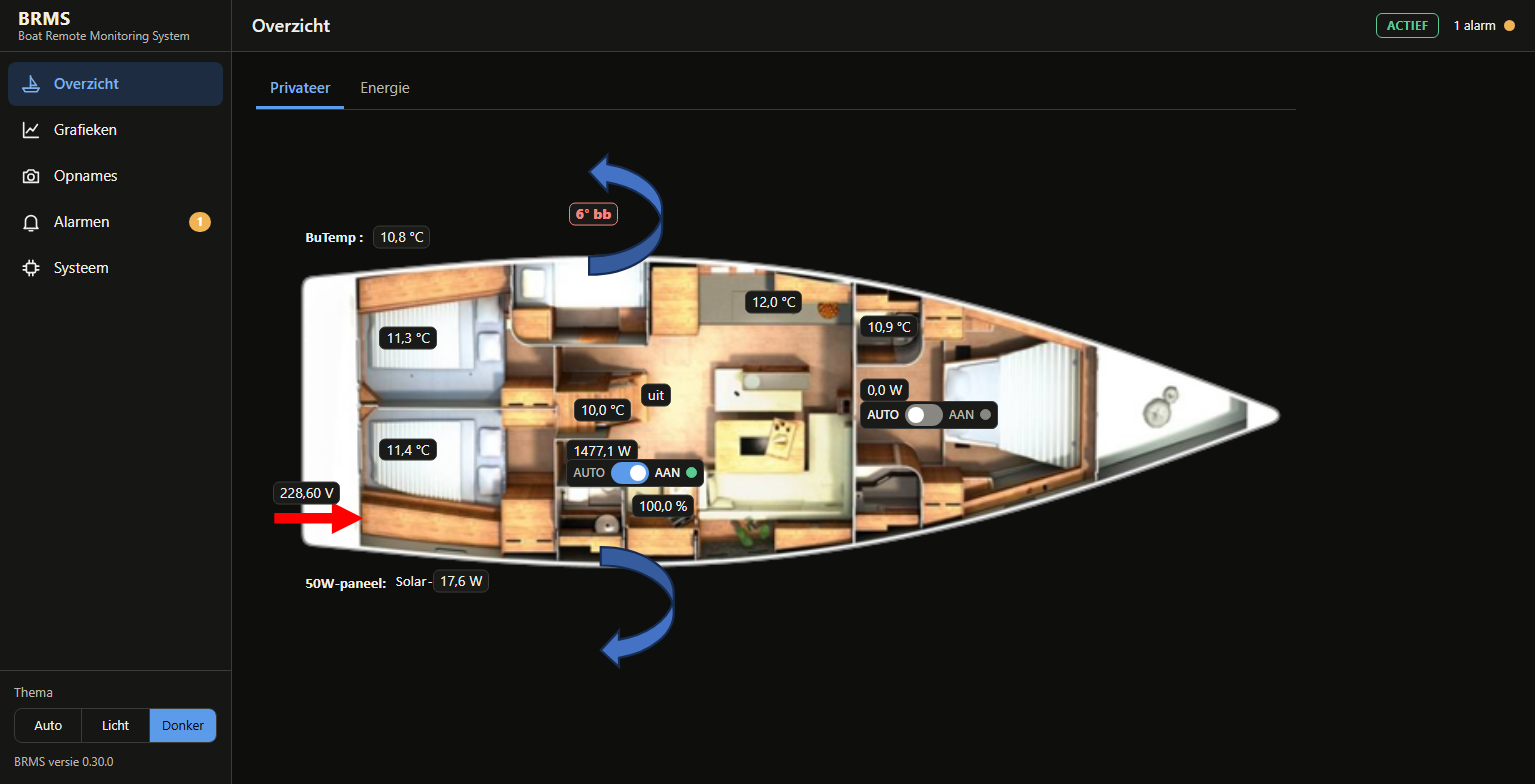 BRMS
Boat Remote Monitoring System
Overzicht
ACTIEF
1 alarm
Overzicht
Grafieken
Opnames
Alarmen
1
Systeem
Privateer
Energie
6° bb
BuTemp :
10,8 °C
12,0 °C
10,9 °C
11,3 °C
uit
0,0 W
10,0 °C
AUTO
AAN
11,4 °C
1477,1 W
AUTO
AAN
228,60 V
100,0 %
50W-paneel:
Solar-
17,6 W
Thema
Auto
Licht
Donker
BRMS versie 0.30.0